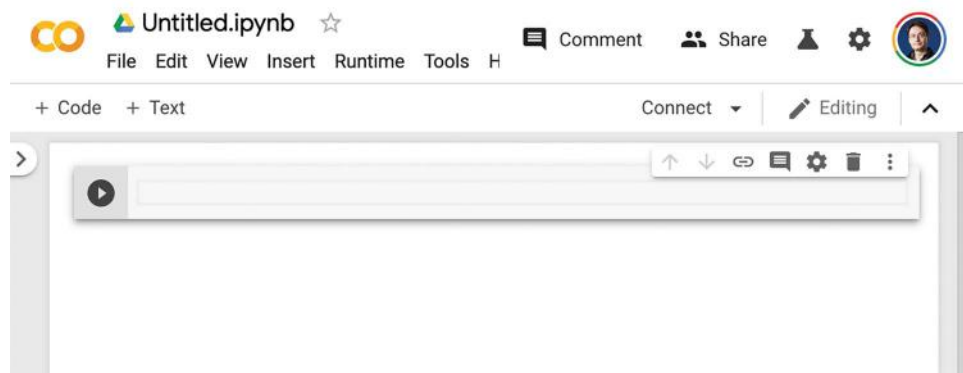 CO Untitled.ipynb
Comment Share
File Edit View Insert Runtime Tools H
+ Code + Text Connect Editing